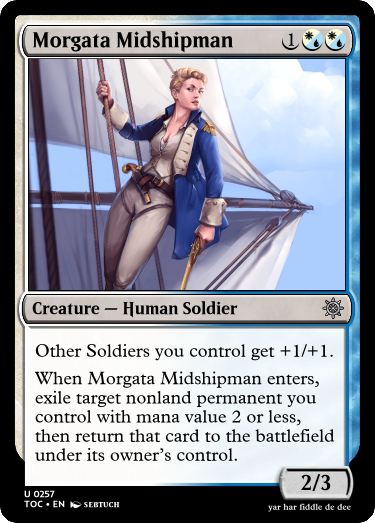 Morgata Midshipman 1
Creature — Human Soldier
Other Soldiers you control get +1/+1.
When Morgata Midshipman enters,
exile target nonland permanent you
control with mana value 2 or less,
then return that card to the battlefield
under its owner's control.
2/3
U 0257
TOC • EN SEBTUCH
yar har fiddle de dee